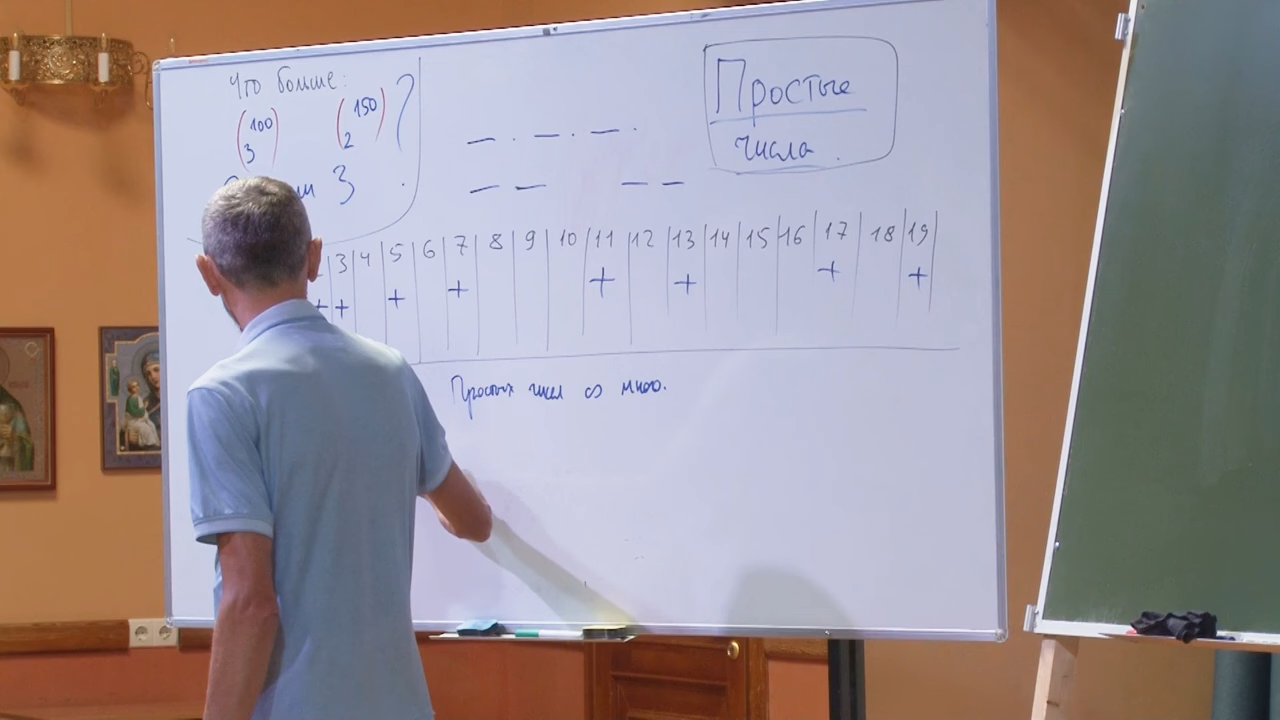 Что больше:
(100 3) (150 2) ?
3
Простые
числа.
3 4 5 6 7 8 9 10 11 12 13 14 15 16 17 18 19
+ + + + + + + +
Простых чисел ∞ много.